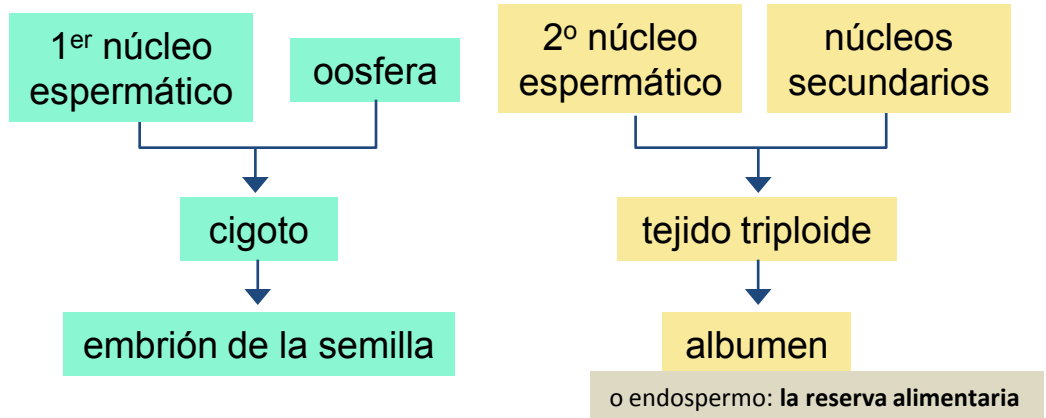 1er núcleo
espermático
oosfera
cigoto
embrión de la semilla
2o núcleo
espermático
núcleos
secundarios
tejido triploide
albumen
o endospermo: la reserva alimentaria